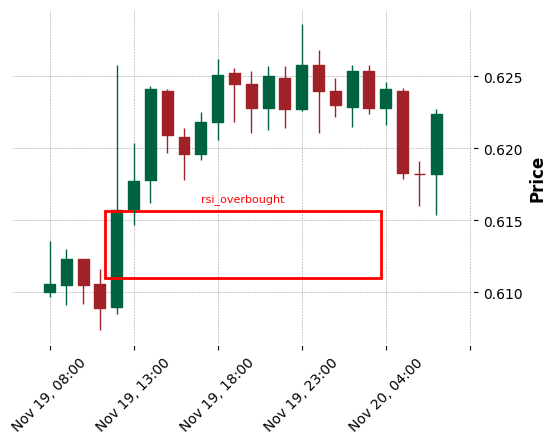 rsi_overbought
0.625
0.620
0.615
0.610
Price
Nov 19, 08:00
Nov 19, 13:00
Nov 19, 18:00
Nov 19, 23:00
Nov 20, 04:00